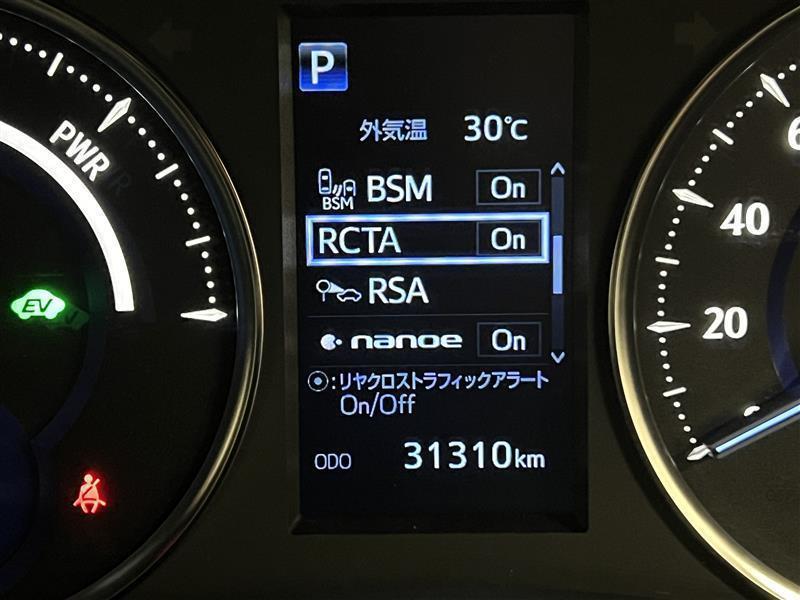 P
外気温 30℃
BSM BSM On
RCTA On
RSA
nanoe On
:リヤクロストラフィックアラート
On/Off
ODO 31310km
PWR
EV
6
40
20